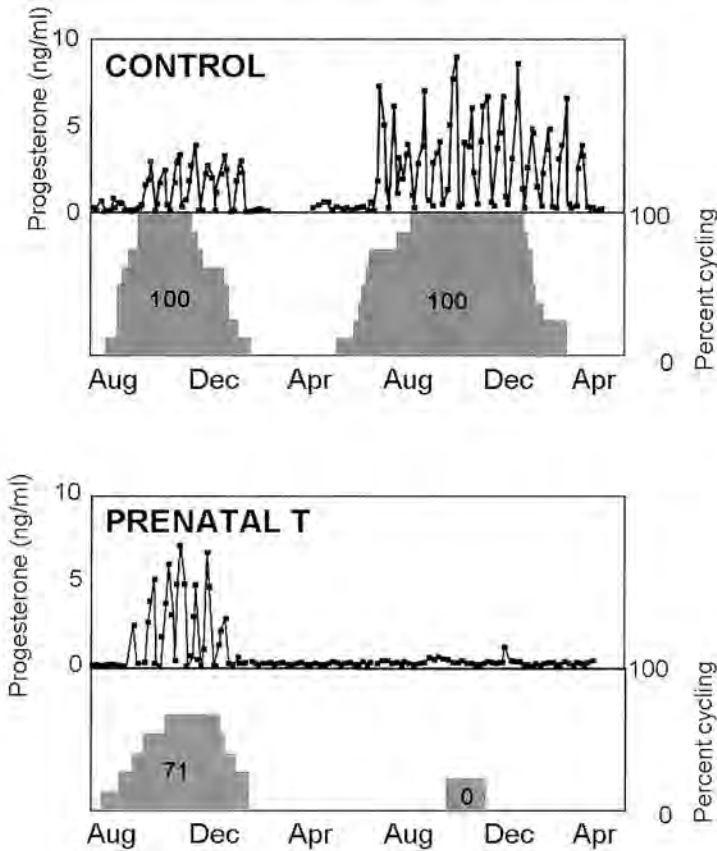 10
CONTROL
5
0
Progesterone (ng/ml)
100
100
100
0
Percent cycling
Aug Dec Apr Aug Dec Apr
10
PRENATAL T
5
0
Progesterone (ng/ml)
100
71
0
0
Percent cycling
Aug Dec Apr Aug Dec Apr